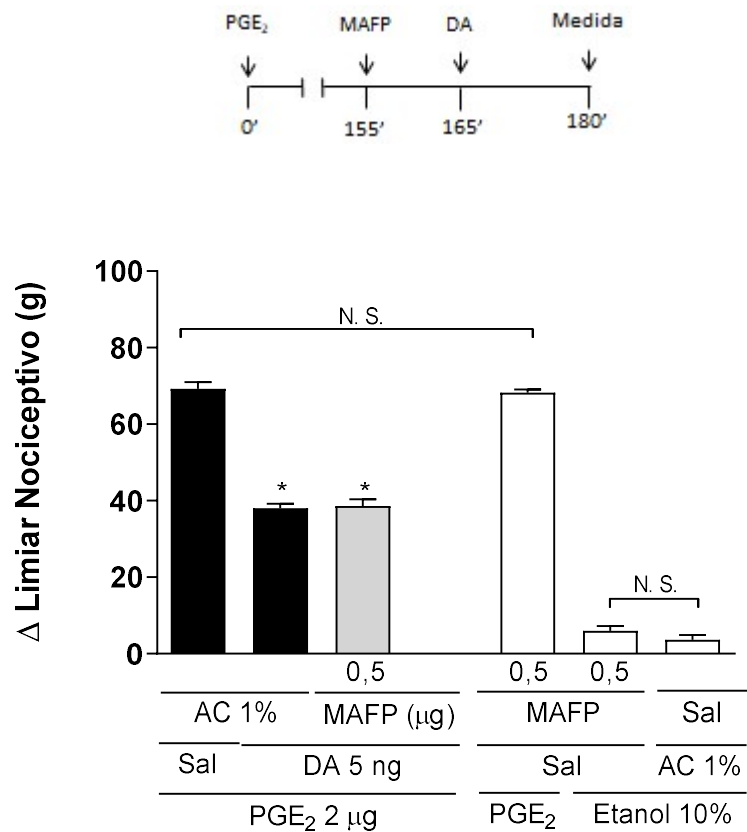 PGE₂ MAFP DA Medida
0' 155' 165' 180'
Δ Limiar Nociceptivo (g)
100
80
60
40
20
0
N. S.
* *
N. S.
0,5 0,5 0,5
AC 1% MAFP (μg) MAFP Sal
Sal DA 5 ng Sal AC 1%
PGE₂ 2 μg PGE₂ Etanol 10%